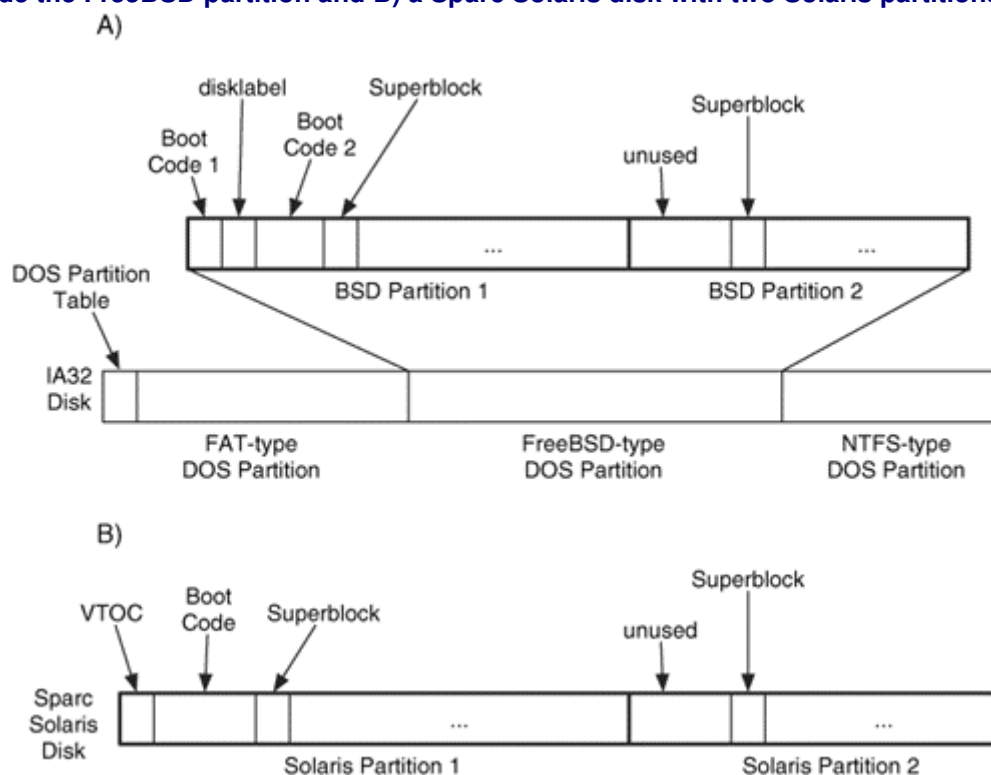 de the FreeBSD partition and B) a Sparc Solaris disk with two Solaris partitions
A)
disklabel
Superblock
Boot
Code 1
Boot
Code 2
Superblock
unused
...
...
BSD Partition 1
BSD Partition 2
DOS Partition
Table
IA32
Disk
FAT-type
DOS Partition
FreeBSD-type
DOS Partition
NTFS-type
DOS Partition
B)
VTOC
Boot
Code
Superblock
Superblock
unused
Sparc
Solaris
Disk
...
...
Solaris Partition 1
Solaris Partition 2